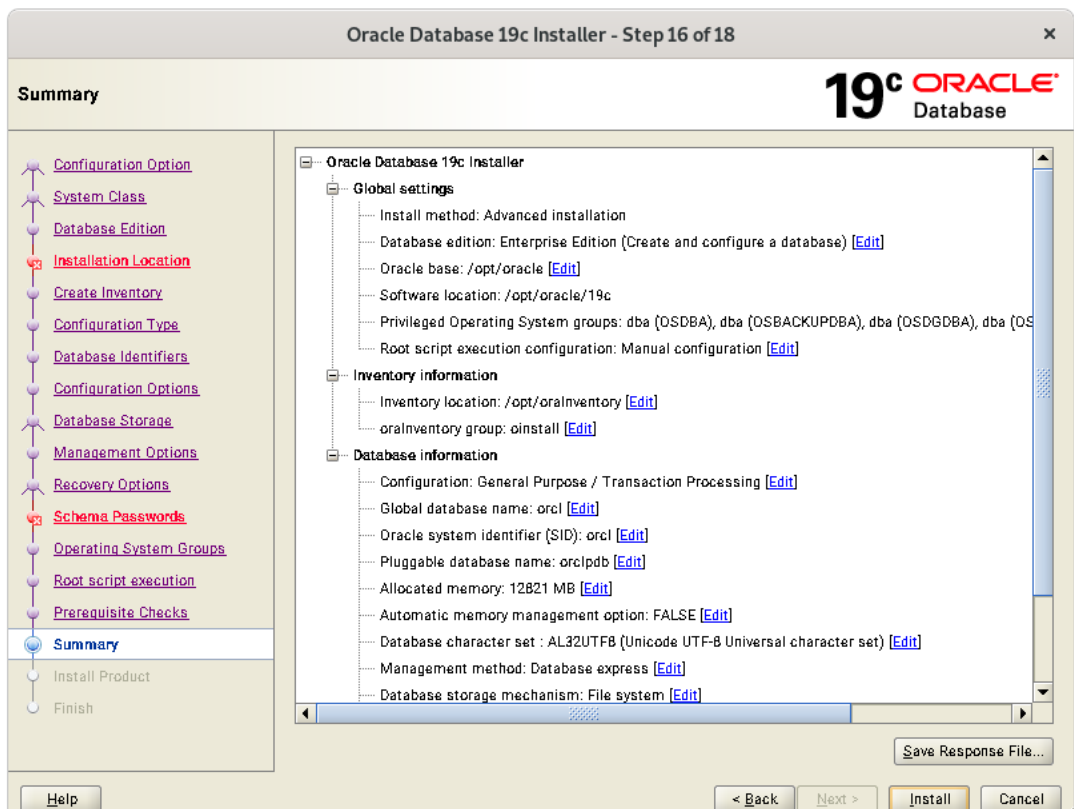 Oracle Database 19c Installer - Step 16 of 18
×
Summary
19c ORACLE
Database
Configuration Option
System Class
Database Edition
Installation Location
Create Inventory
Configuration Type
Database Identifiers
Configuration Options
Database Storage
Management Options
Recovery Options
Schema Passwords
Operating System Groups
Root script execution
Prerequisite Checks
Summary
Install Product
Finish
Oracle Database 19c Installer
Global settings
Install method: Advanced installation
Database edition: Enterprise Edition (Create and configure a database) [Edit]
Oracle base: /opt/oracle [Edit]
Software location: /opt/oracle/19c
Privileged Operating System groups: dba (OSDBA), dba (OSBACKUPDBA), dba (OSDGDBA), dba (OS
Root script execution configuration: Manual configuration [Edit]
Inventory information
Inventory location: /opt/oraInventory [Edit]
oraInventory group: oinstall [Edit]
Database information
Configuration: General Purpose / Transaction Processing [Edit]
Global database name: orcl [Edit]
Oracle system identifier (SID): orcl [Edit]
Pluggable database name: orclpdb [Edit]
Allocated memory: 12821 MB [Edit]
Automatic memory management option: FALSE [Edit]
Database character set : AL32UTF8 (Unicode UTF-8 Universal character set) [Edit]
Management method: Database express [Edit]
Database storage mechanism: File system [Edit]
Save Response File...
Help
< Back
Next >
Install
Cancel